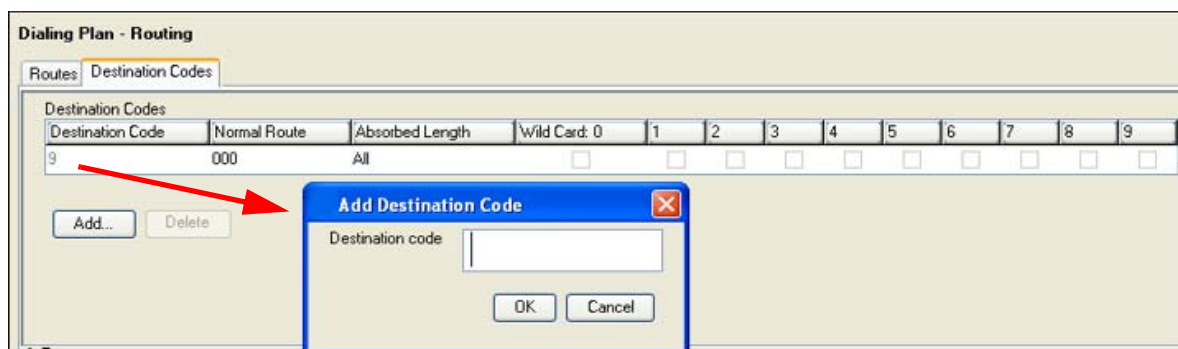 Dialing Plan - Routing
Routes Destination Codes
Destination Codes
Destination Code Normal Route Absorbed Length Wild Card: 0 1 2 3 4 5 6 7 8 9
9 000 All
Add Destination Code
Add... Delete
Destination code
OK Cancel